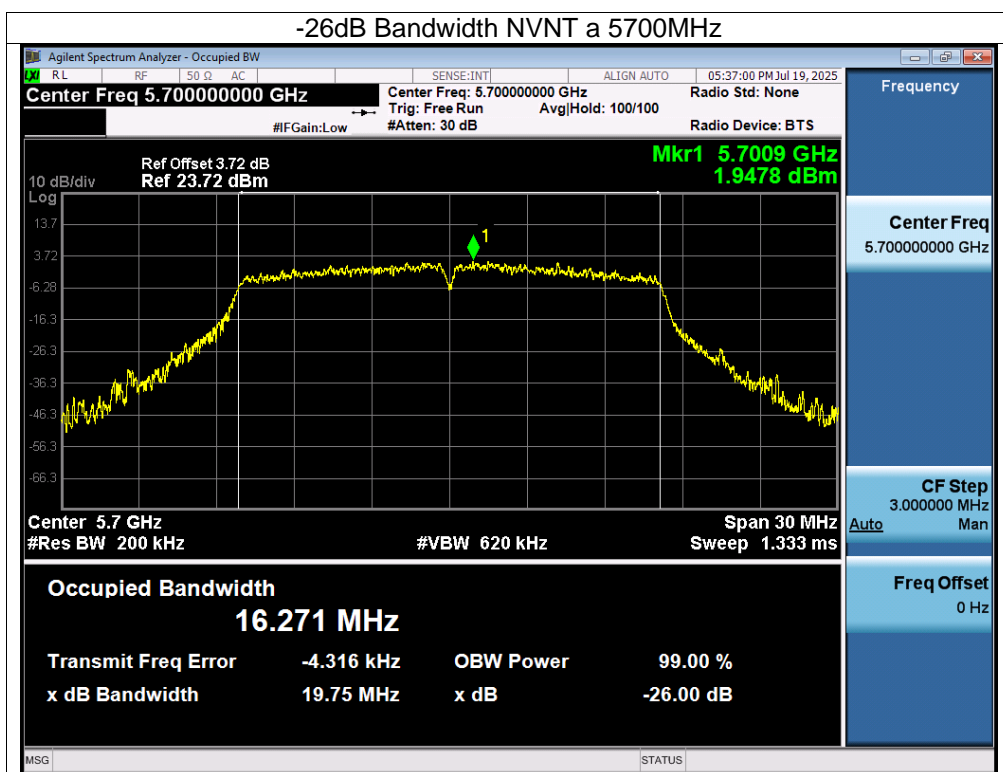 -26dB Bandwidth NVNT a 5700MHz
Agilent Spectrum Analyzer - Occupied BW
LXI RL RF 50 Ω AC SENSE:INT ALIGN AUTO 05:37:00 PM Jul 19, 2025
Center Freq 5.700000000 GHz
Center Freq: 5.700000000 GHz
Radio Std: None
Trig: Free Run Avg|Hold: 100/100
#IFGain:Low #Atten: 30 dB Radio Device: BTS
Mkr1 5.7009 GHz
1.9478 dBm
Ref Offset 3.72 dB
10 dB/div Ref 23.72 dBm
Log
13.7
3.72
-6.28
-16.3
-26.3
-36.3
-46.3
-56.3
-66.3
1
Center 5.7 GHz Span 30 MHz
#Res BW 200 kHz #VBW 620 kHz Sweep 1.333 ms
Occupied Bandwidth
16.271 MHz
Transmit Freq Error -4.316 kHz OBW Power 99.00 %
x dB Bandwidth 19.75 MHz x dB -26.00 dB
MSG STATUS
Frequency
Center Freq
5.700000000 GHz
CF Step
3.000000 MHz
Auto Man
Freq Offset
0 Hz